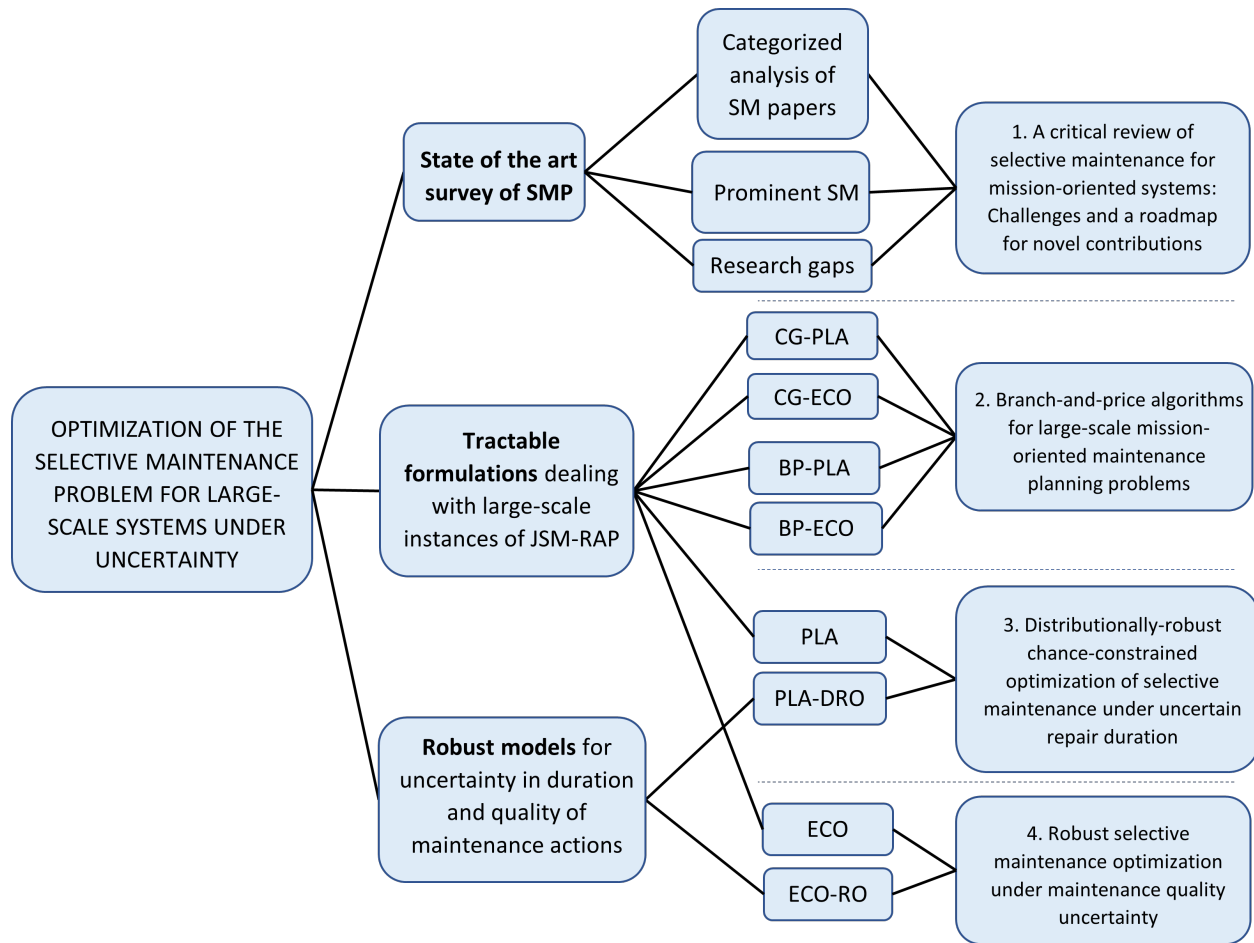 OPTIMIZATION OF THE
SELECTIVE MAINTENANCE
PROBLEM FOR LARGE-
SCALE SYSTEMS UNDER
UNCERTAINTY
State of the art
survey of SMP
Tractable
formulations dealing
with large-scale
instances of JSM-RAP
Robust models for
uncertainty in duration
and quality of
maintenance actions
Categorized
analysis of
SM papers
Prominent SM
Research gaps
CG-PLA
CG-ECO
BP-PLA
BP-ECO
PLA
PLA-DRO
ECO
ECO-RO
1. A critical review of
selective maintenance for
mission-oriented systems:
Challenges and a roadmap
for novel contributions
2. Branch-and-price algorithms
for large-scale mission-
oriented maintenance
planning problems
3. Distributionally-robust
chance-constrained
optimization of selective
maintenance under uncertain
repair duration
4. Robust selective
maintenance optimization
under maintenance quality
uncertainty